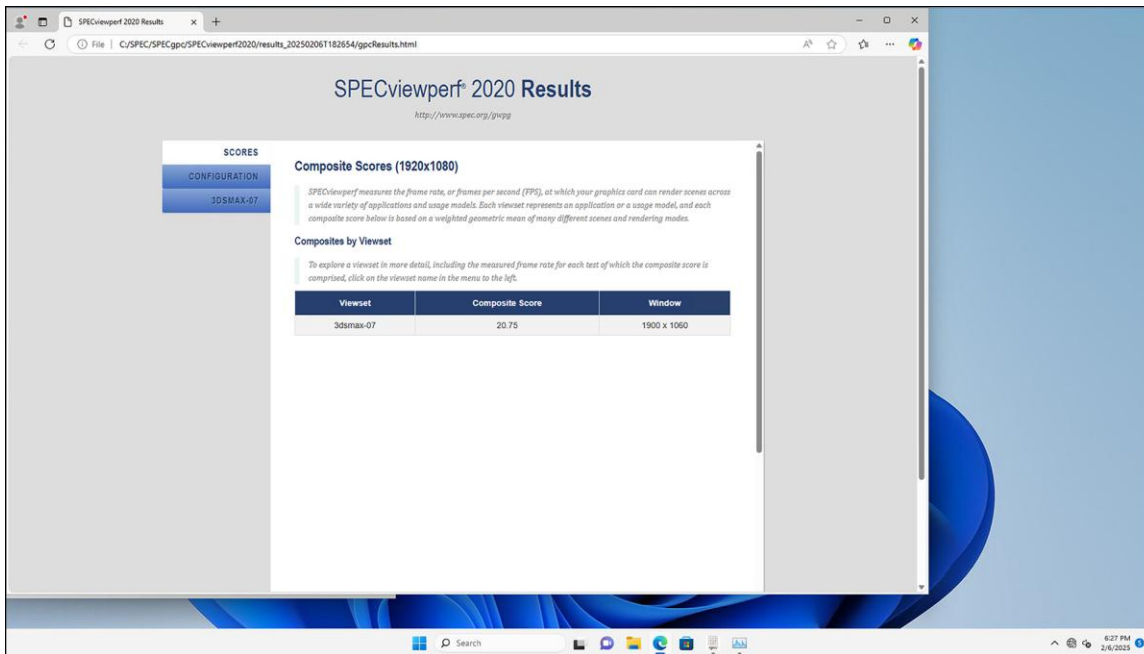 SPECviewperf 2020 Results
File | C:/SPEC/SPECgpc/SPECviewperf2020/results_20250206T182654/gpcResults.html
SPECviewperf® 2020 Results
http://www.spec.org/gwpg
SCORES
CONFIGURATION
3DSMAX-07
Composite Scores (1920x1080)
SPECviewperf measures the frame rate, or frames per second (FPS), at which your graphics card can render scenes across
a wide variety of applications and usage models. Each viewset represents an application or a usage model, and each
composite score below is based on a weighted geometric mean of many different scenes and rendering modes.
Composites by Viewset
To explore a viewset in more detail, including the measured frame rate for each test of which the composite score is
comprised, click on the viewset name in the menu to the left.
Viewset Composite Score Window
3dsmax-07 20.75 1900 x 1060
Search
6:27 PM
2/6/2025